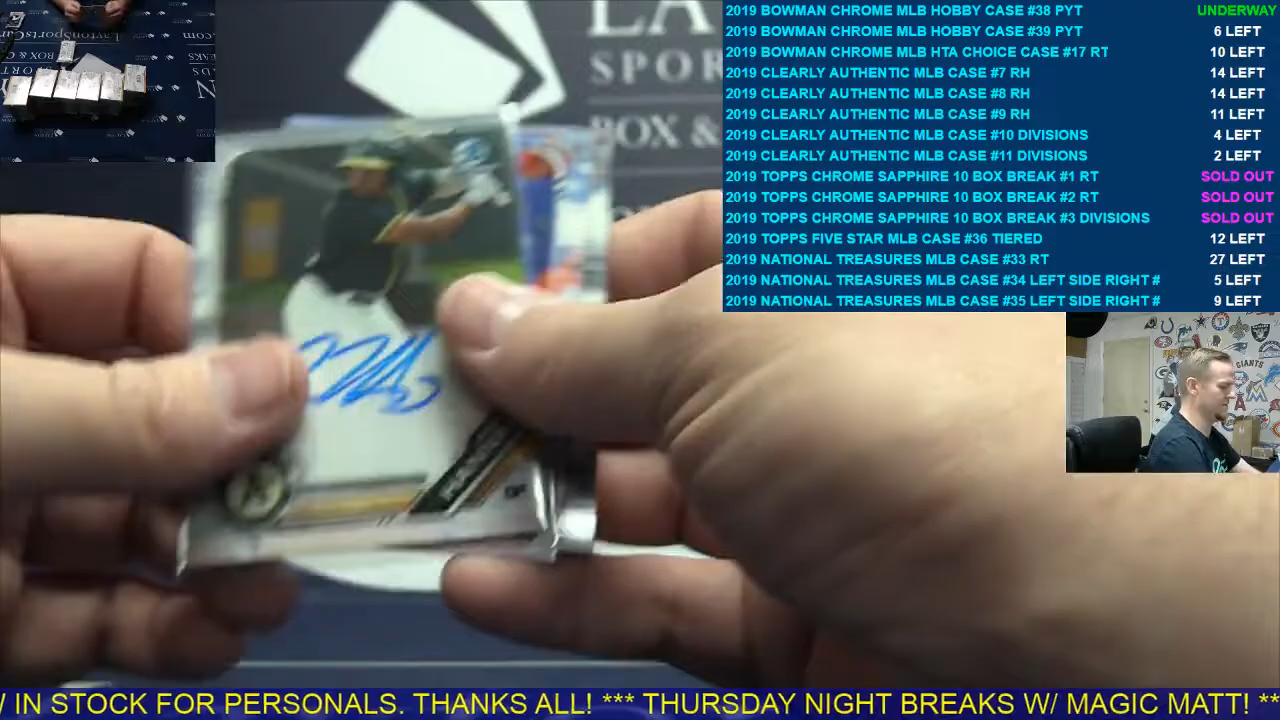 2019 BOWMAN CHROME MLB HOBBY CASE #38 PYT UNDERWAY
2019 BOWMAN CHROME MLB HOBBY CASE #39 PYT 6 LEFT
2019 BOWMAN CHROME MLB HTA CHOICE CASE #17 RT 10 LEFT
2019 CLEARLY AUTHENTIC MLB CASE #7 RH 14 LEFT
2019 CLEARLY AUTHENTIC MLB CASE #8 RH 14 LEFT
2019 CLEARLY AUTHENTIC MLB CASE #9 RH 11 LEFT
2019 CLEARLY AUTHENTIC MLB CASE #10 DIVISIONS 4 LEFT
2019 CLEARLY AUTHENTIC MLB CASE #11 DIVISIONS 2 LEFT
2019 TOPPS CHROME SAPPHIRE 10 BOX BREAK #1 RT SOLD OUT
2019 TOPPS CHROME SAPPHIRE 10 BOX BREAK #2 RT SOLD OUT
2019 TOPPS CHROME SAPPHIRE 10 BOX BREAK #3 DIVISIONS SOLD OUT
2019 TOPPS FIVE STAR MLB CASE #36 TIERED 12 LEFT
2019 NATIONAL TREASURES MLB CASE #33 RT 27 LEFT
2019 NATIONAL TREASURES MLB CASE #34 LEFT SIDE RIGHT # 5 LEFT
2019 NATIONAL TREASURES MLB CASE #35 LEFT SIDE RIGHT # 9 LEFT
LA
SPOR
BOX &
GIANTS
/ IN STOCK FOR PERSONALS. THANKS ALL! *** THURSDAY NIGHT BREAKS W/ MAGIC MATT! **